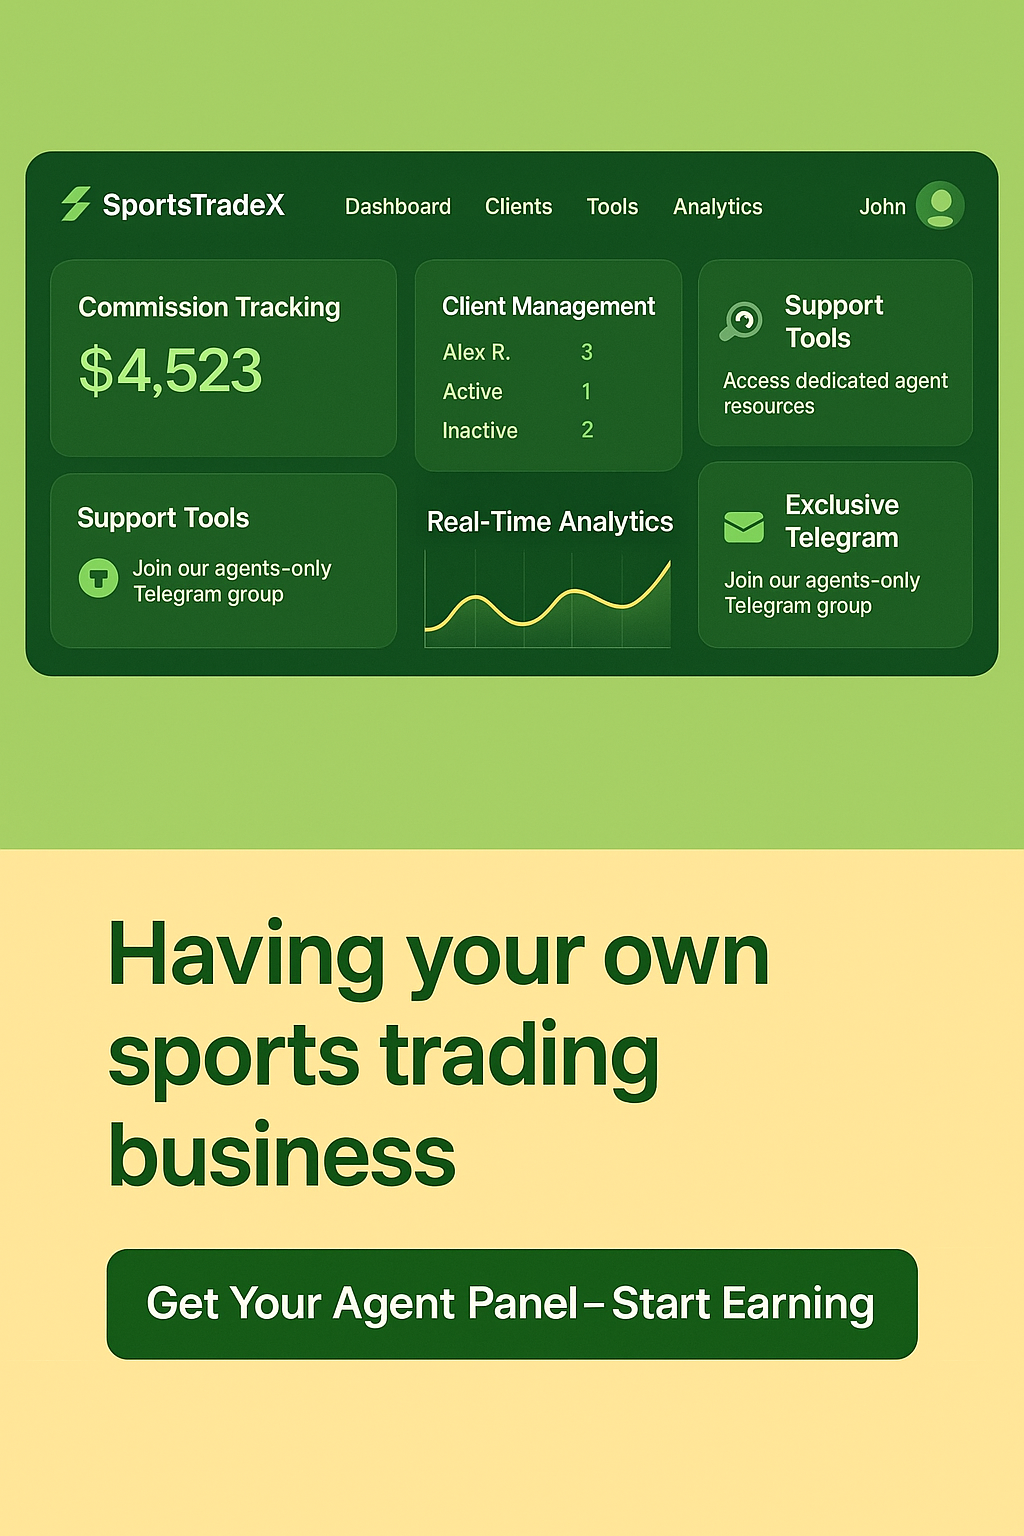 SportsTradeX
Dashboard Clients Tools Analytics
John
Commission Tracking
$4,523
Client Management
Alex R. 3
Active 1
Inactive 2
Support
Tools
Access dedicated agent
resources
Support Tools
Join our agents-only
Telegram group
Real-Time Analytics
Exclusive
Telegram
Join our agents-only
Telegram group
Having your own
sports trading
business
Get Your Agent Panel – Start Earning